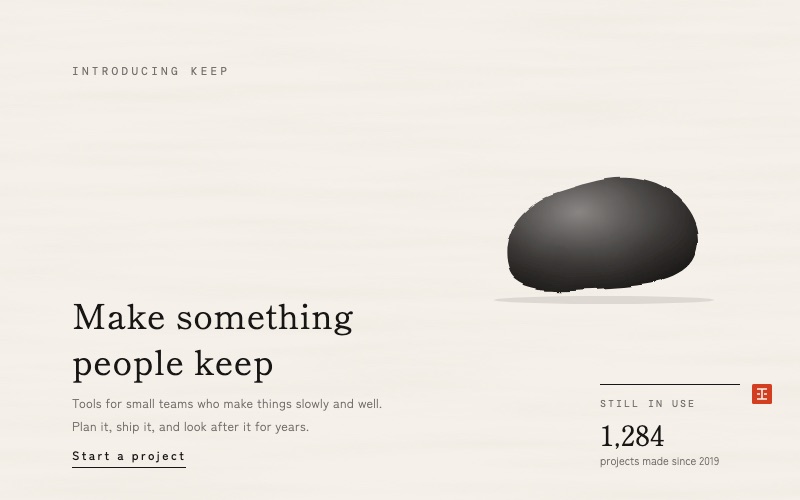 INTRODUCING KEEP
Make something
people keep
Tools for small teams who make things slowly and well.
Plan it, ship it, and look after it for years.
Start a project
STILL IN USE
1,284
projects made since 2019